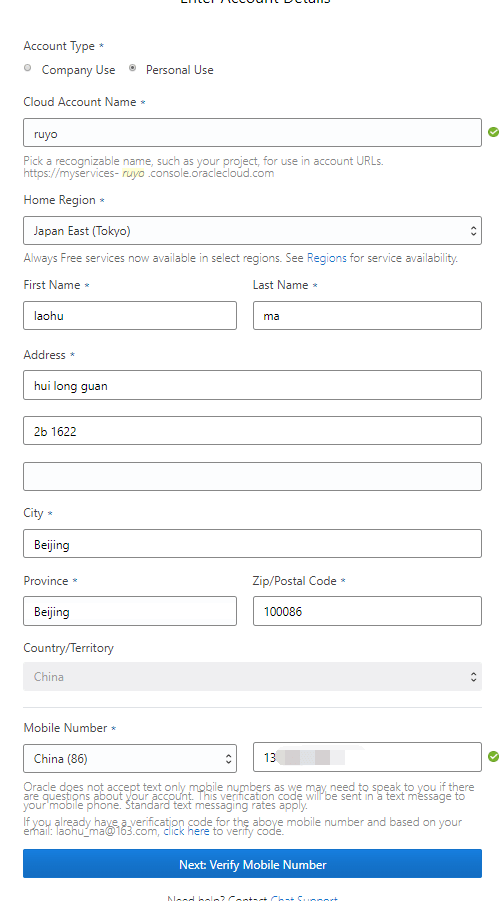 Enter Account Details
Account Type *
Company Use Personal Use
Cloud Account Name *
ruyo
Pick a recognizable name, such as your project, for use in account URLs.
https://myservices- ruyo .console.oraclecloud.com
Home Region *
Japan East (Tokyo)
Always Free services now available in select regions. See Regions for service availability.
First Name * Last Name *
laohu ma
Address *
hui long guan
2b 1622
City *
Beijing
Province * Zip/Postal Code *
Beijing 100086
Country/Territory
China
Mobile Number *
China (86) 13
Oracle does not accept text only mobile numbers as we may need to speak to you if there
are questions about your account. This verification code will be sent in a text message to
your mobile phone. Standard text messaging rates apply.
If you already have a verification code for the above mobile number and based on your
email: laohu_ma@163.com, click here to verify code.
Next: Verify Mobile Number
Need help? Contact Chat Support